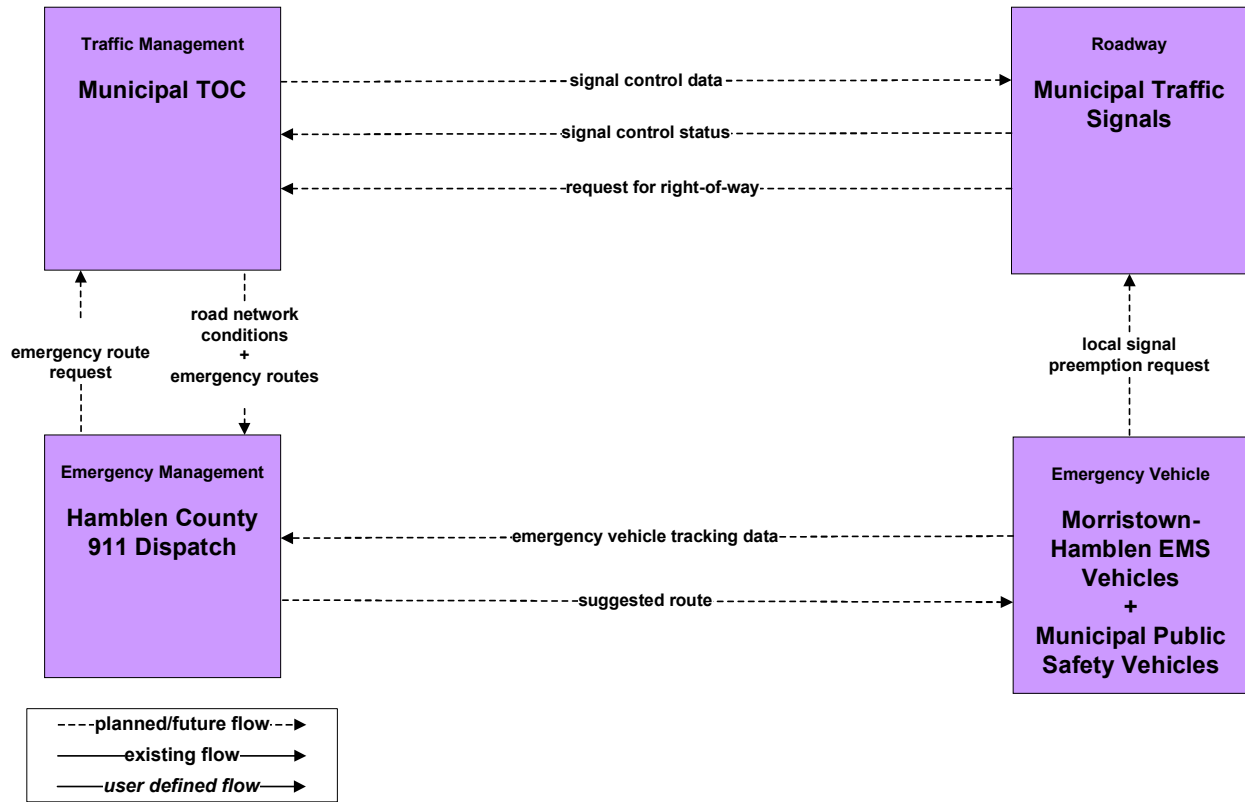 Traffic Management
Municipal TOC
Roadway
Municipal Traffic
Signals
signal control data
signal control status
request for right-of-way
emergency route
request
road network
conditions
+
emergency routes
local signal
preemption request
Emergency Management
Hamblen County
911 Dispatch
Emergency Vehicle
Morristown-
Hamblen EMS
Vehicles
+
Municipal Public
Safety Vehicles
emergency vehicle tracking data
suggested route
planned/future flow
existing flow
user defined flow